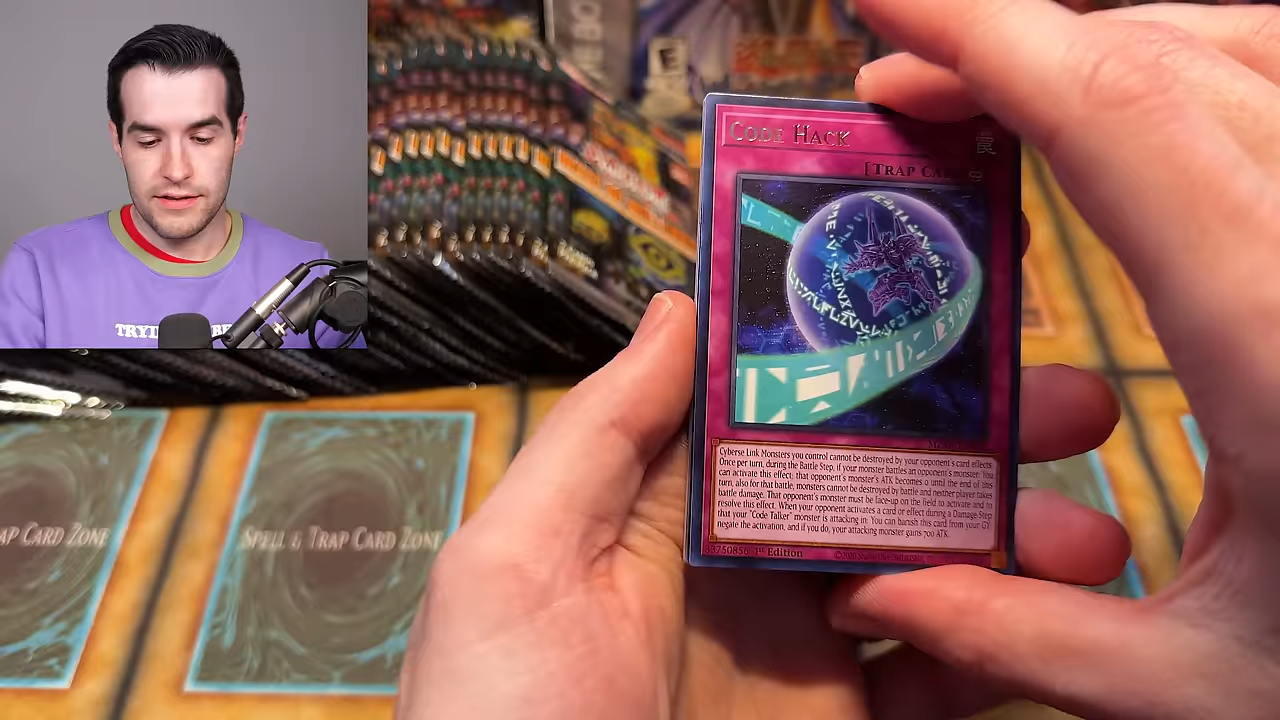 CODE HACK
[TRAP CA
Cyberse Link Monsters you control cannot be destroyed by your opponent's card effects.
Once per turn, during the Battle Step, if your monster battles an opponent's monster: You
can activate this effect; that opponent's monster's ATK becomes 0 until the end of this
turn, also for that battle, monsters cannot be destroyed by battle and neither player takes
battle damage. That opponent's monster must be face-up on the field to activate and to
resolve this effect. When your opponent activates a card or effect during a Damage Step
that your "Code Talker" monster is attacking in: You can banish this card from your GY;
negate the activation, and if you do, your attacking monster gains 700 ATK.
33750856 1st Edition
TRYI
AP CARD ZONE
SPELL & TRAP CARD ZONE
E